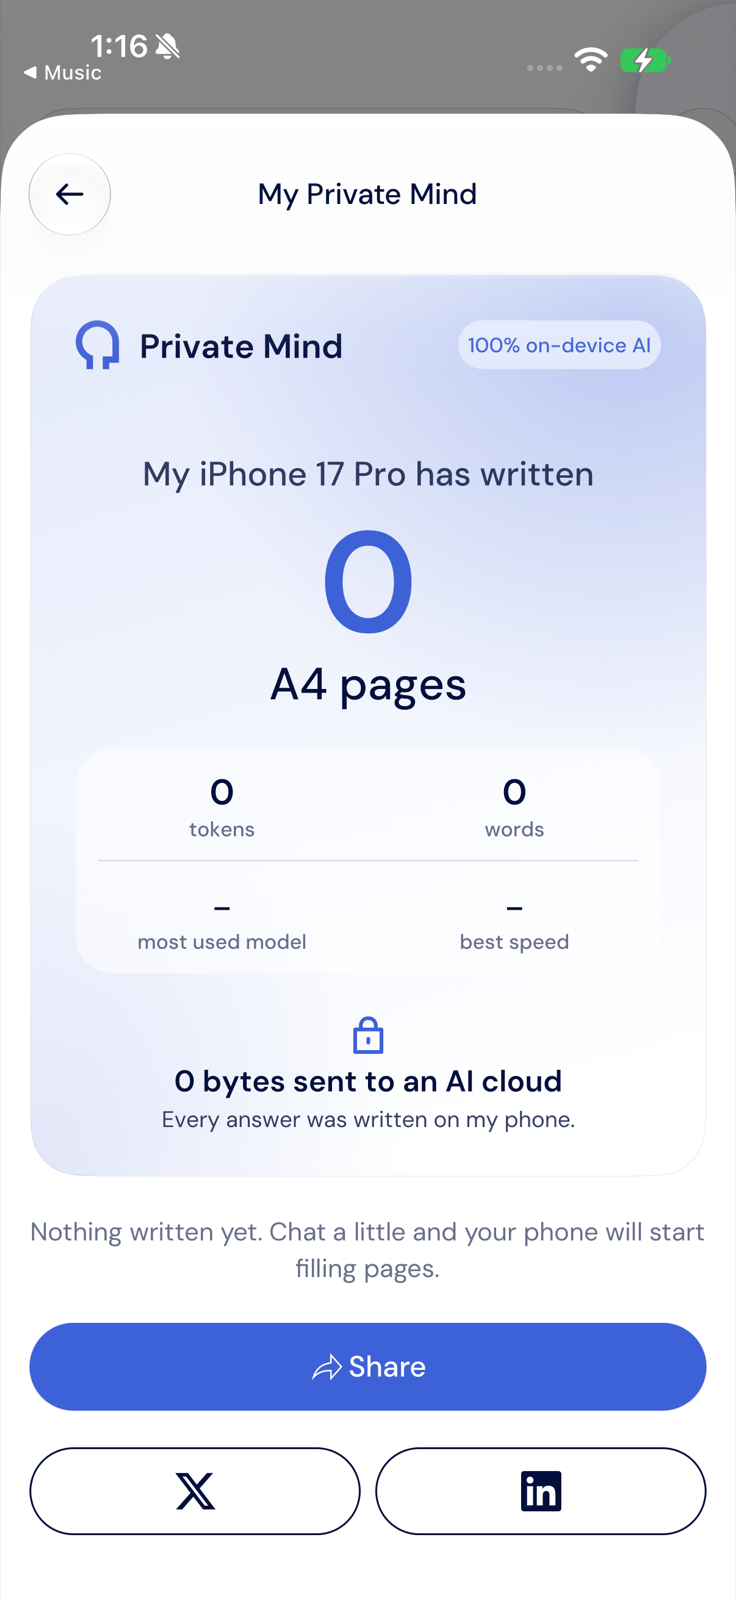 1:16
◀ Music
My Private Mind
Private Mind
100% on-device AI
My iPhone 17 Pro has written
0
A4 pages
0 0
tokens words
– –
most used model best speed
0 bytes sent to an AI cloud
Every answer was written on my phone.
Nothing written yet. Chat a little and your phone will start
filling pages.
Share
X in